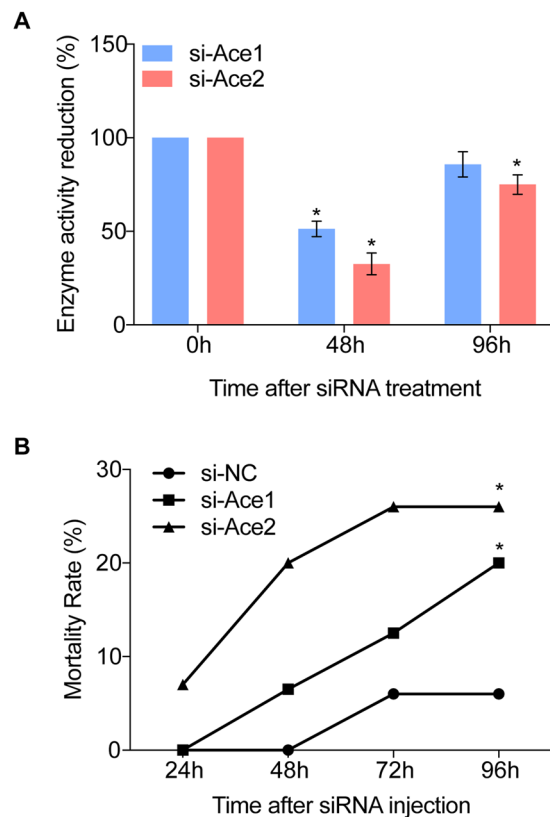 A
Enzyme activity reduction (%)
150
100
50
0
si-Ace1
si-Ace2
*
*
*
0h 48h 96h
Time after siRNA treatment
B
Mortality Rate (%)
30
20
10
0
si-NC
si-Ace1
si-Ace2
*
*
24h 48h 72h 96h
Time after siRNA injection